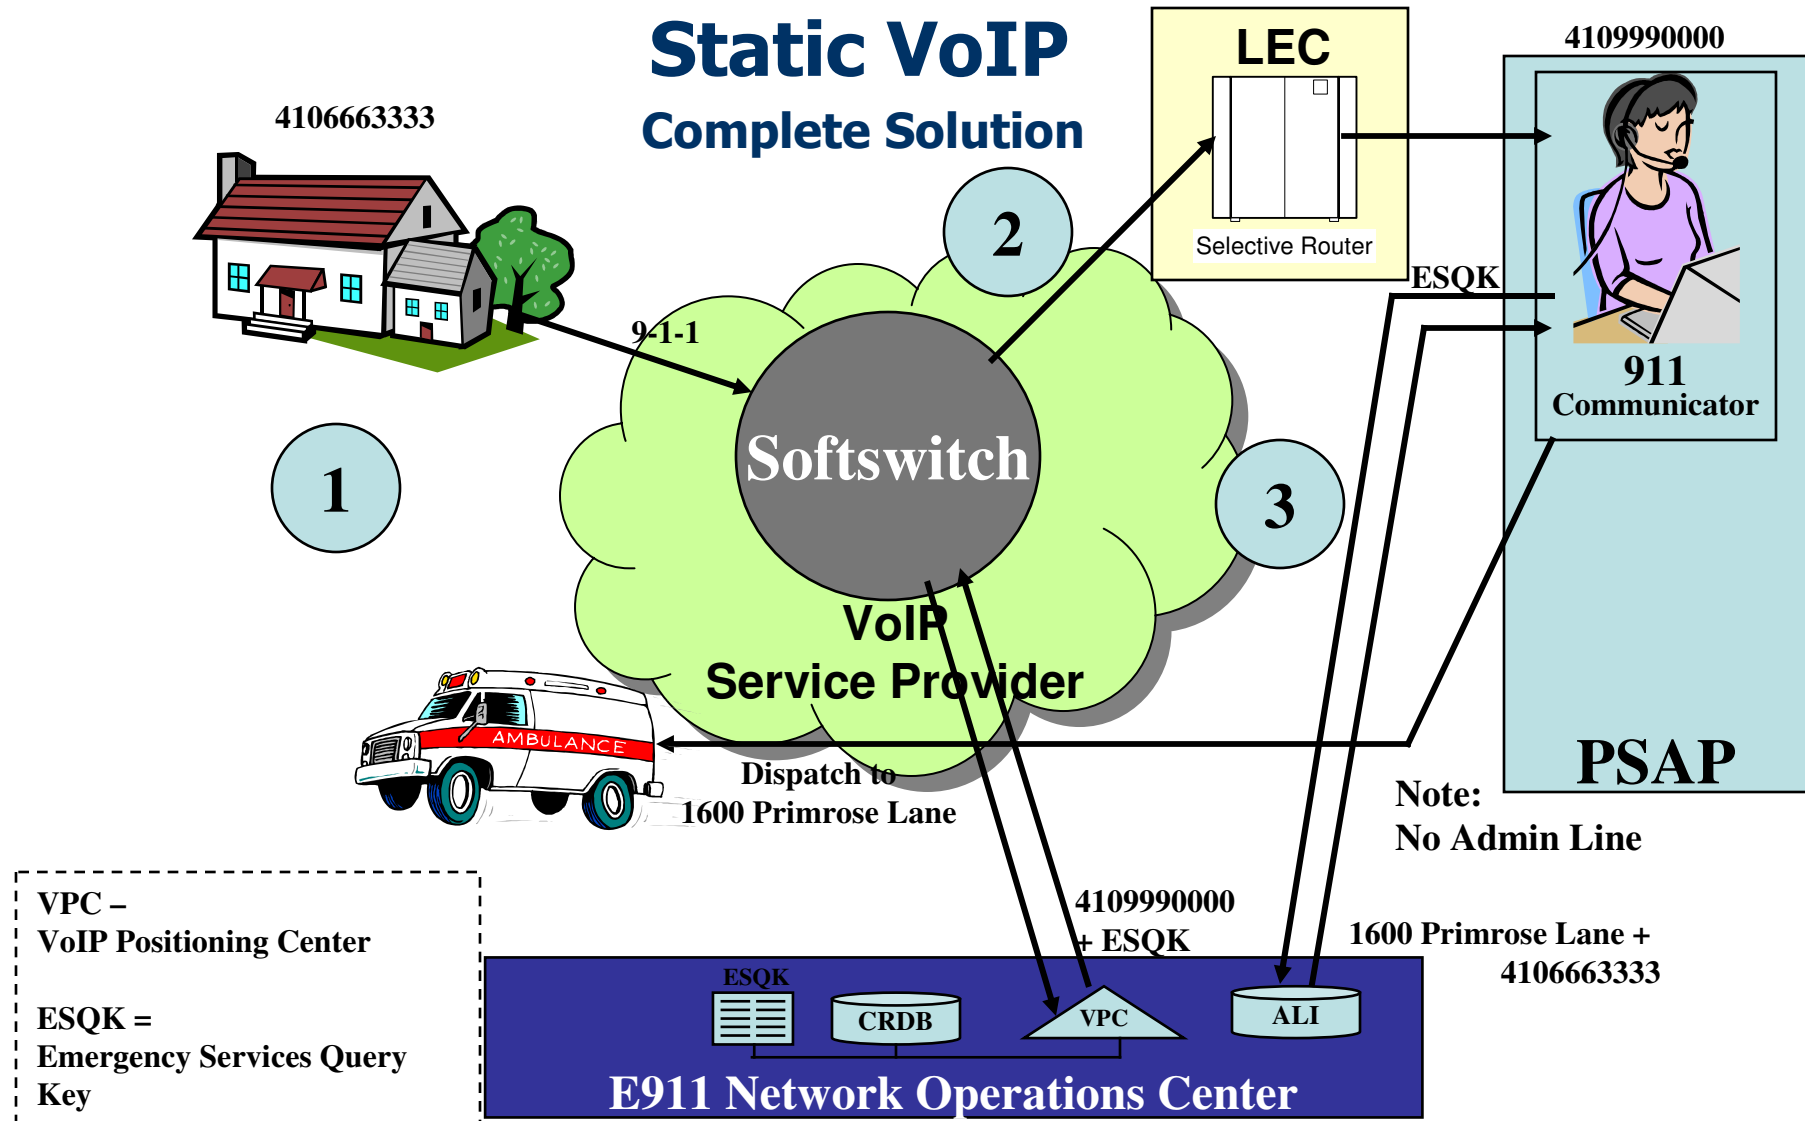 Static VoIP
Complete Solution
4106663333
9-1-1
1
2
3
LEC
Selective Router
4109990000
ESQK
911
Communicator
PSAP
Softswitch
VoIP
Service Provider
AMBULANCE
Dispatch to
1600 Primrose Lane
Note:
No Admin Line
4109990000
+ ESQK
1600 Primrose Lane +
4106663333
VPC –
VoIP Positioning Center
ESQK =
Emergency Services Query
Key
ESQK
CRDB
VPC
ALI
E911 Network Operations Center